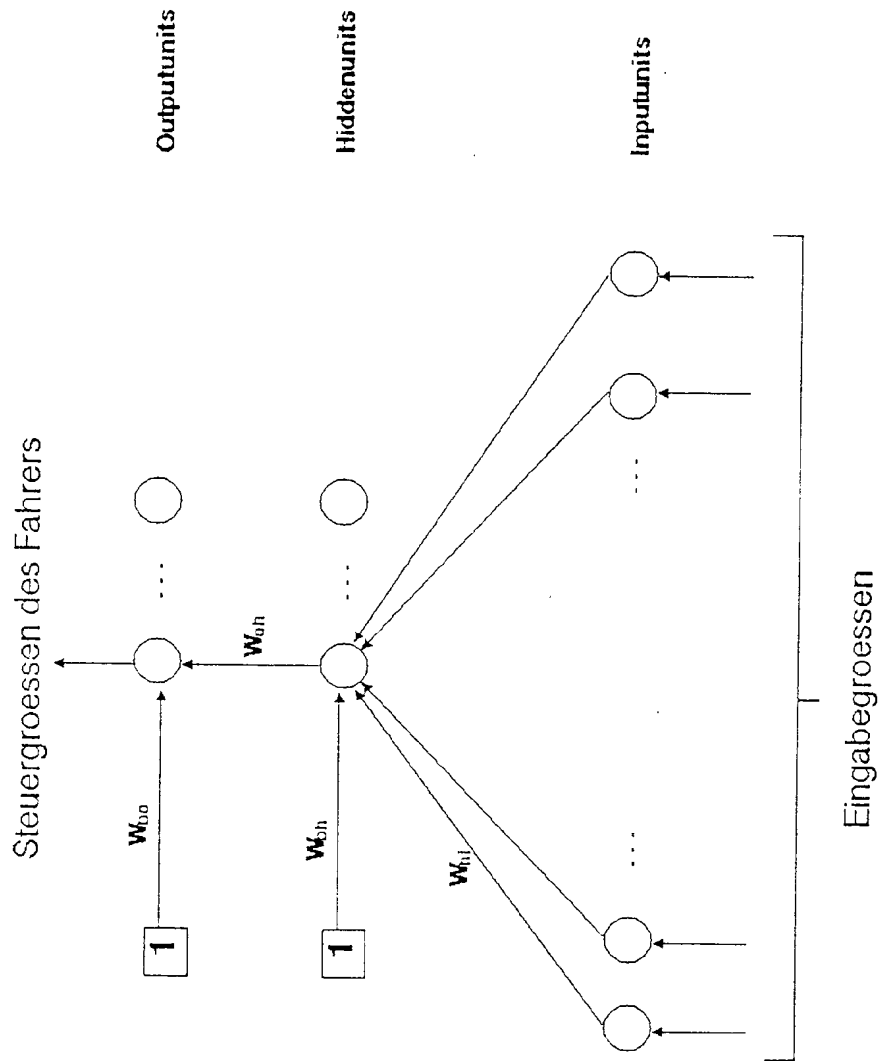 Steuergroessen des Fahrers
Outputunits
1
W_bo
W_oh
Hiddenunits
1
W_bh
W_hi
Inputunits
Eingabegroessen